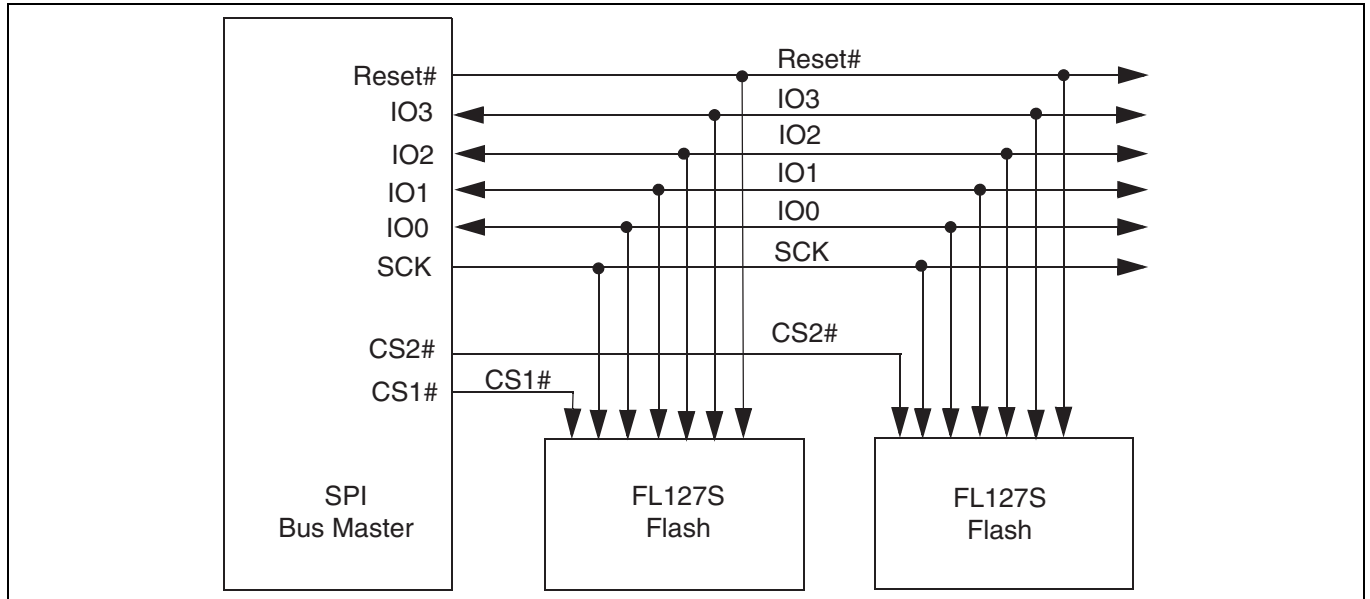 Reset#
Reset#
IO3
IO3
IO2
IO2
IO1
IO1
IO0
IO0
SCK
SCK
CS2#
CS2#
CS1#
CS1#
SPI
Bus Master
FL127S
Flash
FL127S
Flash